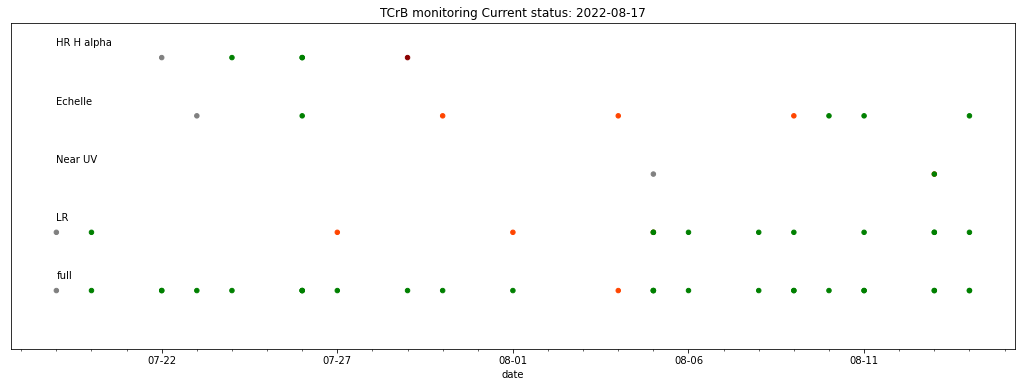 TCrB monitoring Current status: 2022-08-17
HR H alpha
Echelle
Near UV
LR
full
07-22 07-27 08-01 08-06 08-11
date